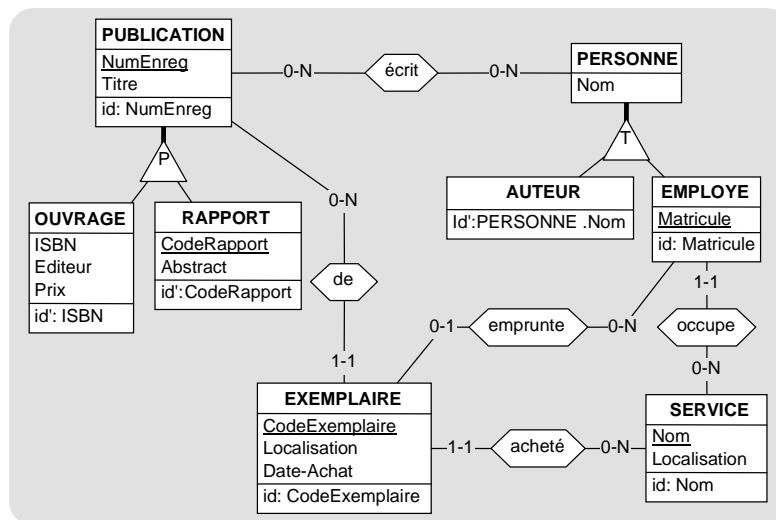 PUBLICATION
NumEnreg
Titre
id: NumEnreg
0-N
écrit
0-N
PERSONNE
Nom
P
T
OUVRAGE
ISBN
Editeur
Prix
id': ISBN
RAPPORT
CodeRapport
Abstract
id':CodeRapport
0-N
de
1-1
AUTEUR
Id':PERSONNE .Nom
EMPLOYE
Matricule
id: Matricule
1-1
occupe
0-N
0-1
emprunte
0-N
EXEMPLAIRE
CodeExemplaire
Localisation
Date-Achat
id: CodeExemplaire
1-1
acheté
0-N
SERVICE
Nom
Localisation
id: Nom